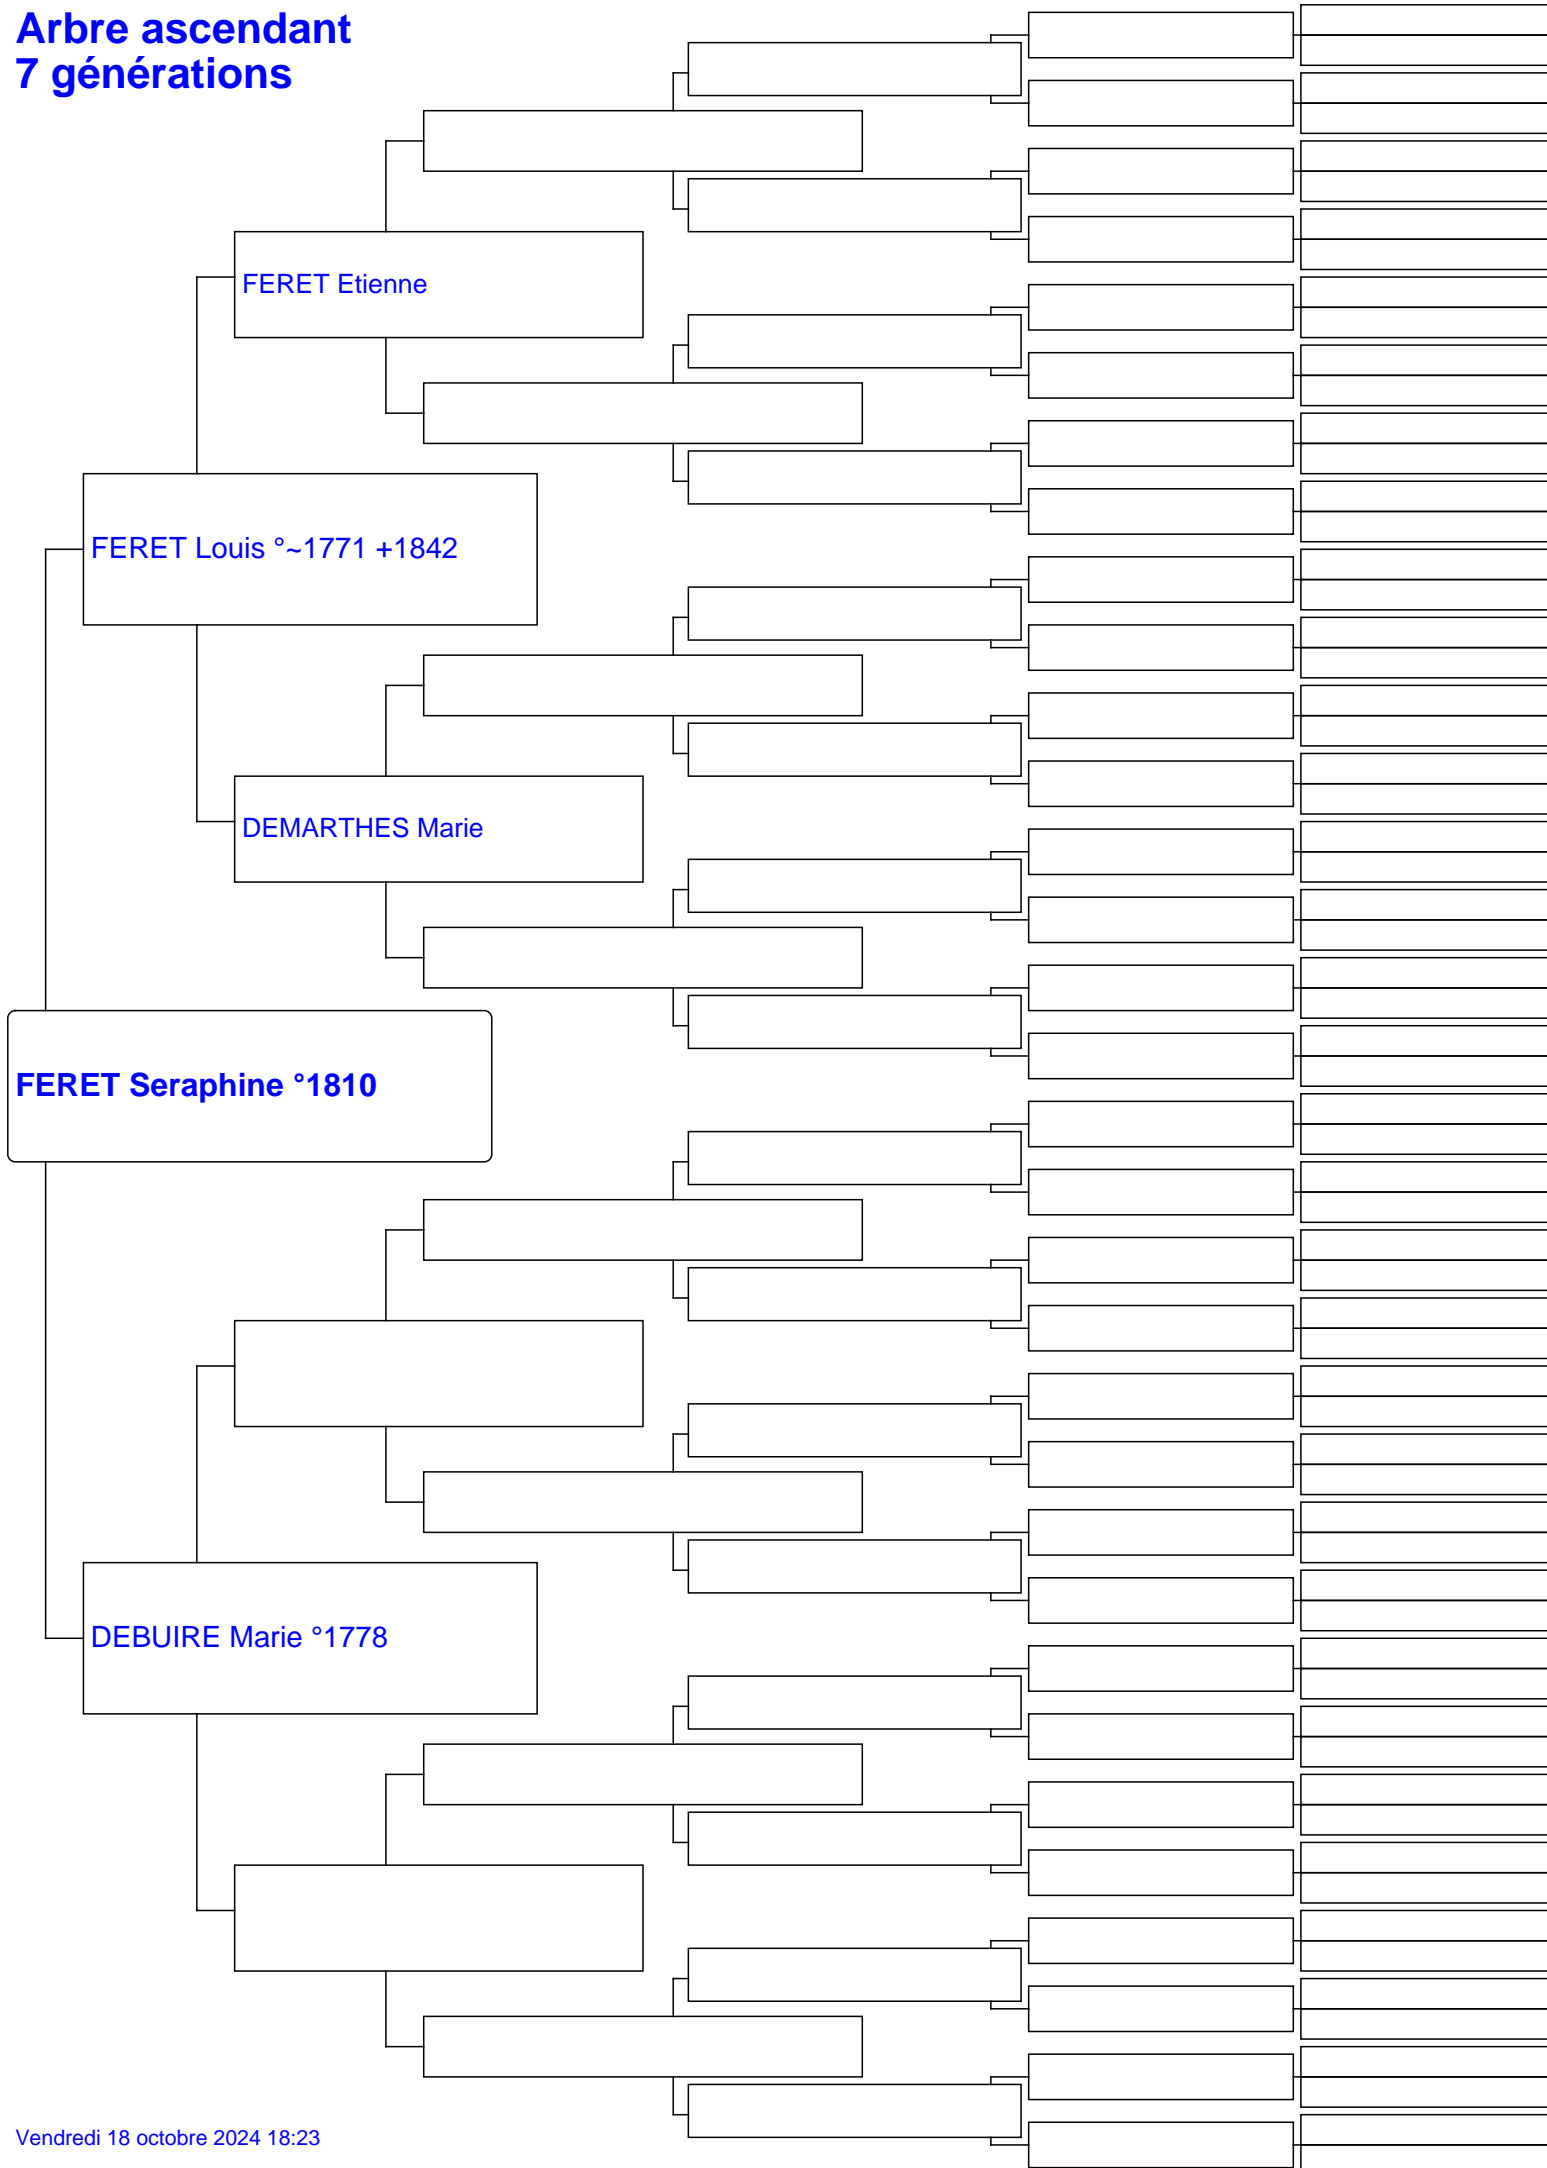 Arbre ascendant
7 générations
FERET Etienne
FERET Louis °~1771 +1842
DEMARTHES Marie
FERET Seraphine °1810
DEBUIRE Marie °1778
Vendredi 18 octobre 2024 18:23